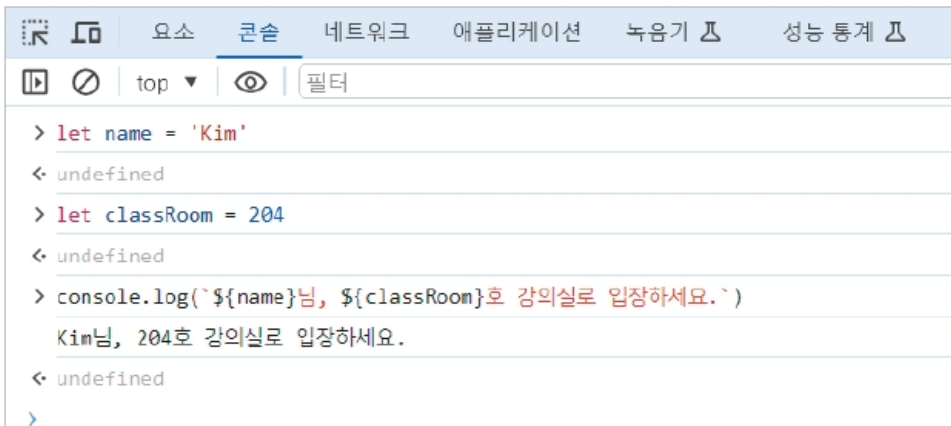 요소 콘솔 네트워크 애플리케이션 녹음기 성능 통계
top ▼ 필터
> let name = 'Kim'
<· undefined
> let classRoom = 204
<· undefined
> console.log(`${name}님, ${classRoom}호 강의실로 입장하세요.`)
Kim님, 204호 강의실로 입장하세요.
<· undefined
>